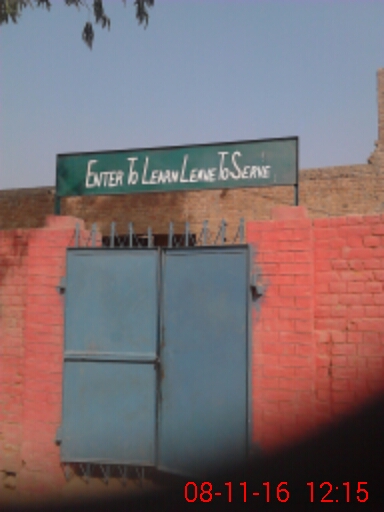 ENTER TO LEARN LEAVE TO SERVE
08-11-16 12:15